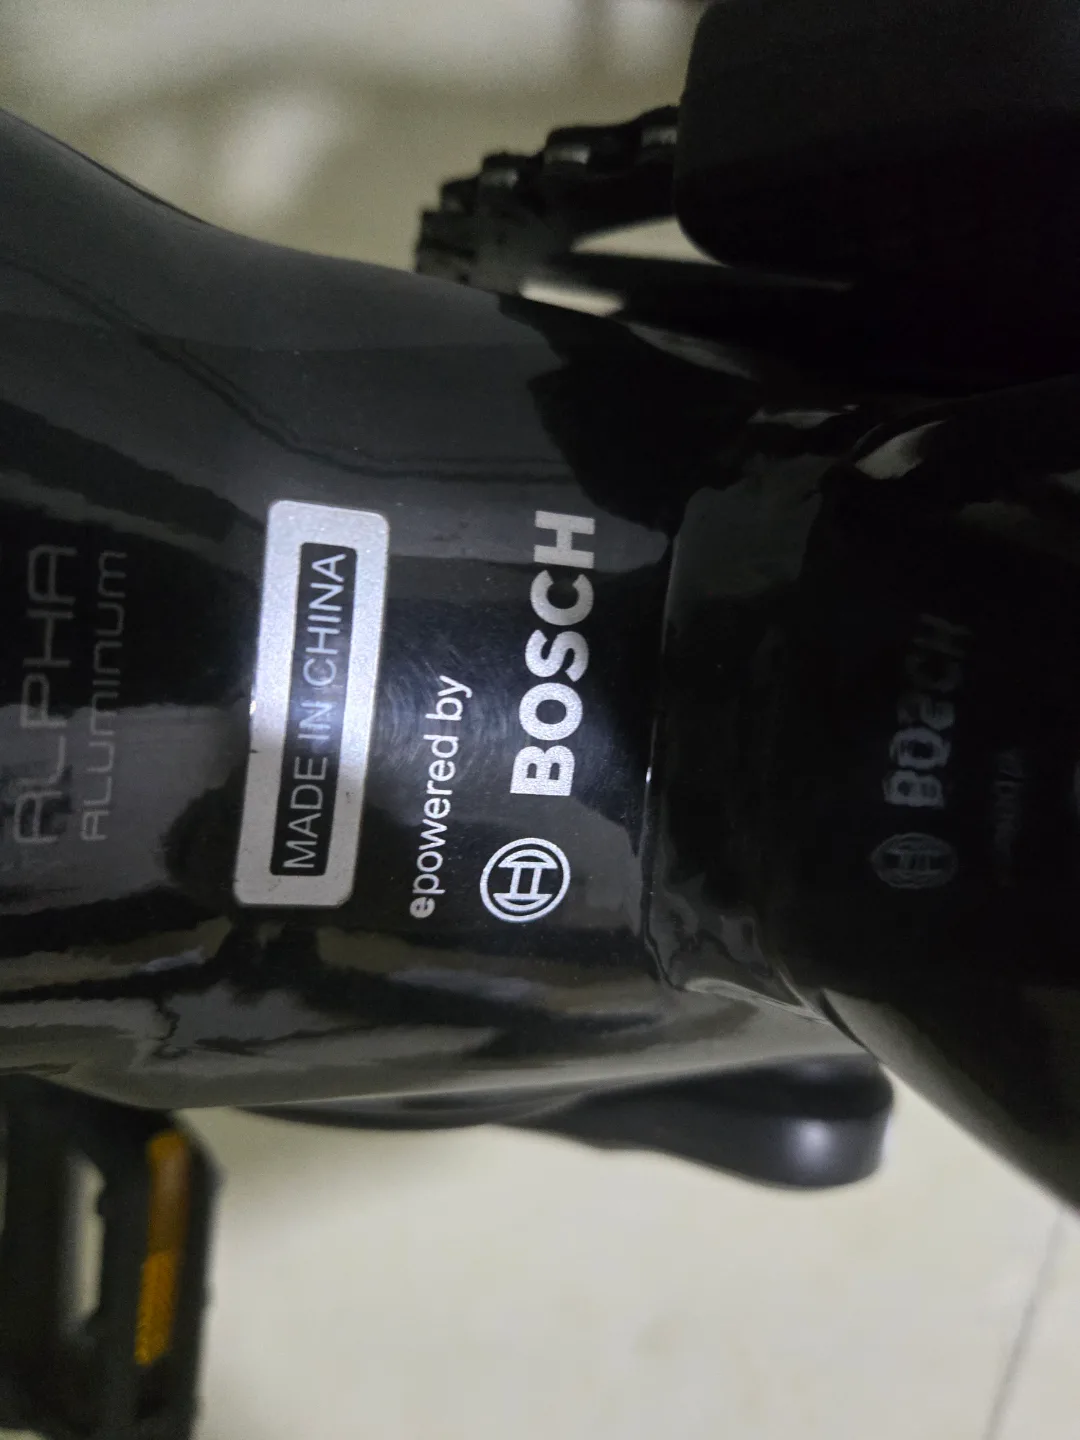 ALPHA
ALUMINUM
MADE IN CHINA
epowered by
BOSCH
BOSCH